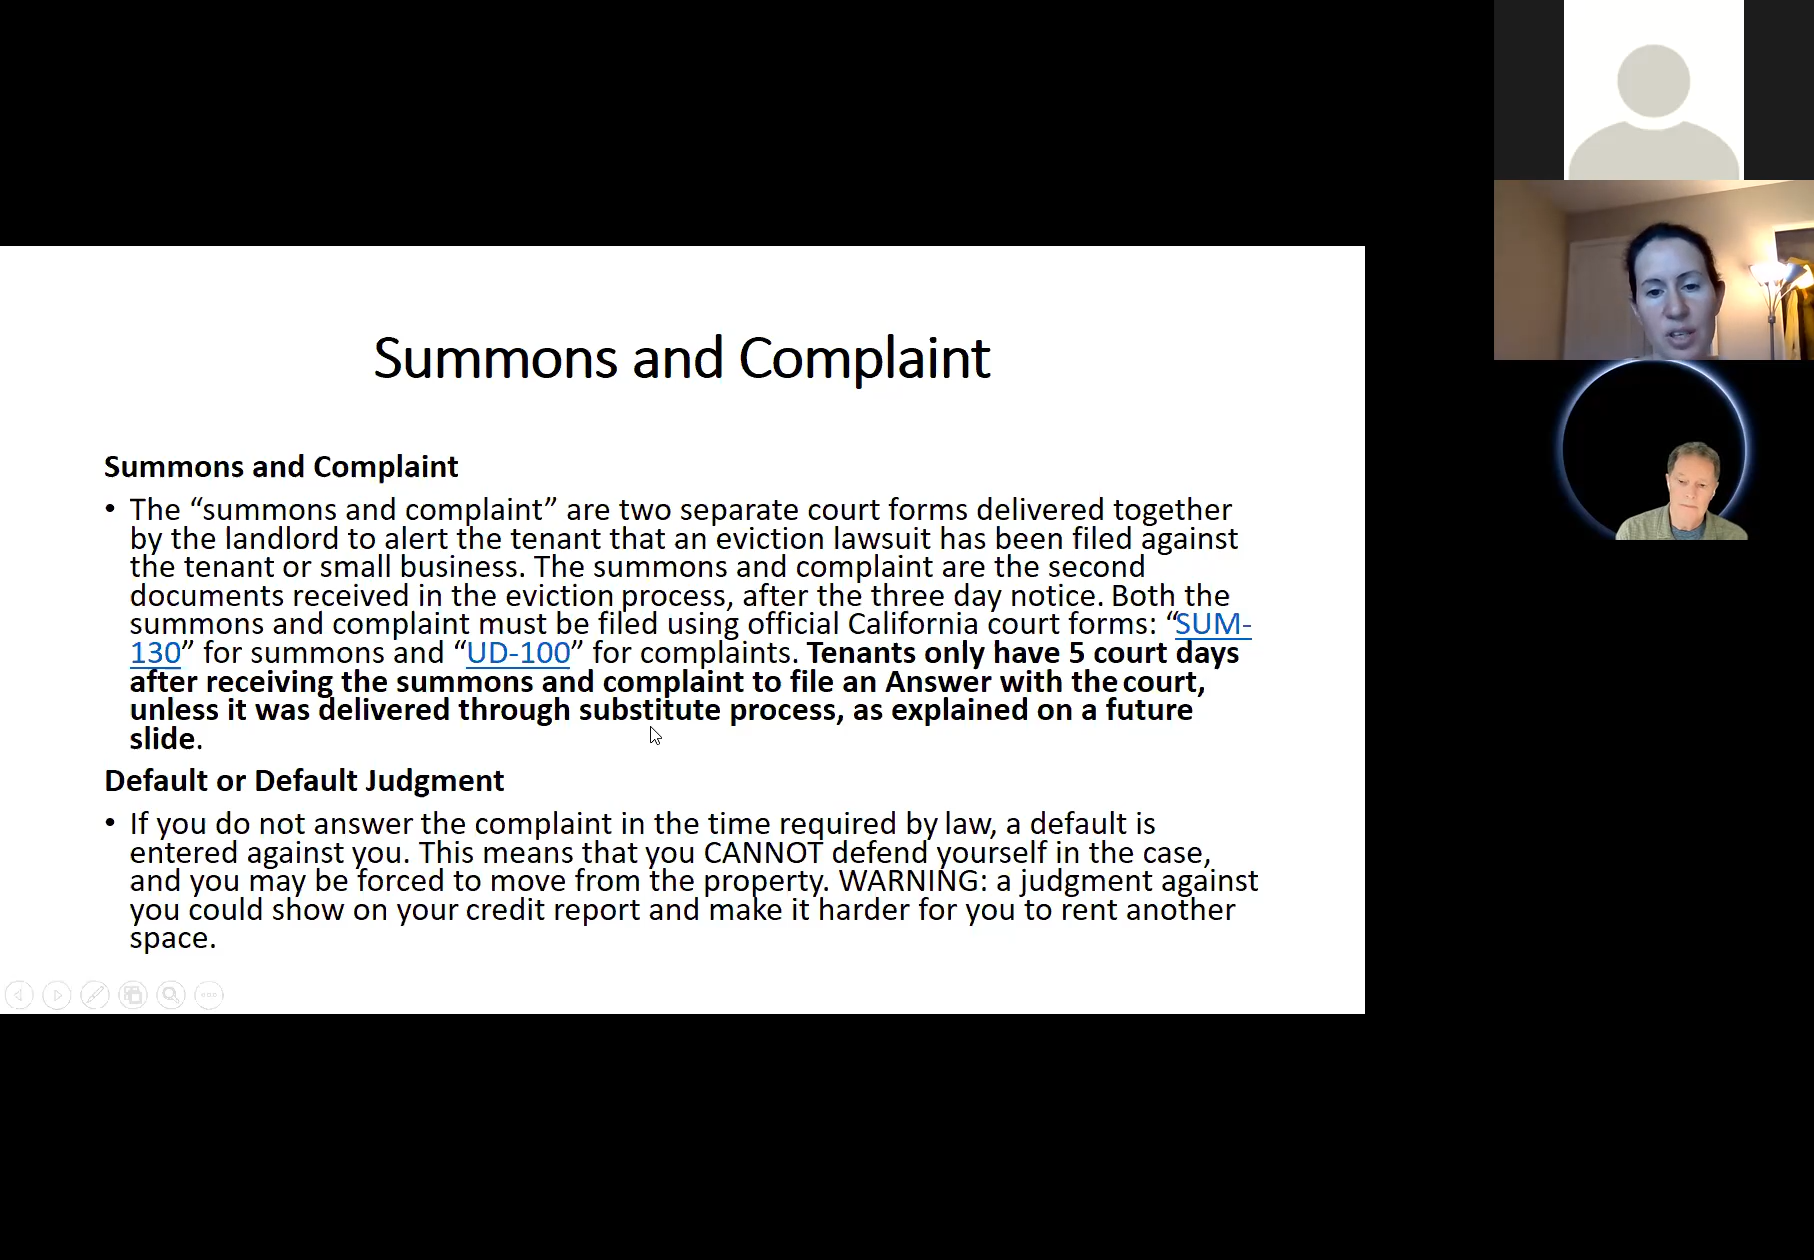 Summons and Complaint
Summons and Complaint
• The “summons and complaint” are two separate court forms delivered together
by the landlord to alert the tenant that an eviction lawsuit has been filed against
the tenant or small business. The summons and complaint are the second
documents received in the eviction process, after the three day notice. Both the
summons and complaint must be filed using official California court forms: “SUM-
130” for summons and “UD-100” for complaints. Tenants only have 5 court days
after receiving the summons and complaint to file an Answer with the court,
unless it was delivered through substitute process, as explained on a future
slide.
Default or Default Judgment
• If you do not answer the complaint in the time required by law, a default is
entered against you. This means that you CANNOT defend yourself in the case,
and you may be forced to move from the property. WARNING: a judgment against
you could show on your credit report and make it harder for you to rent another
space.